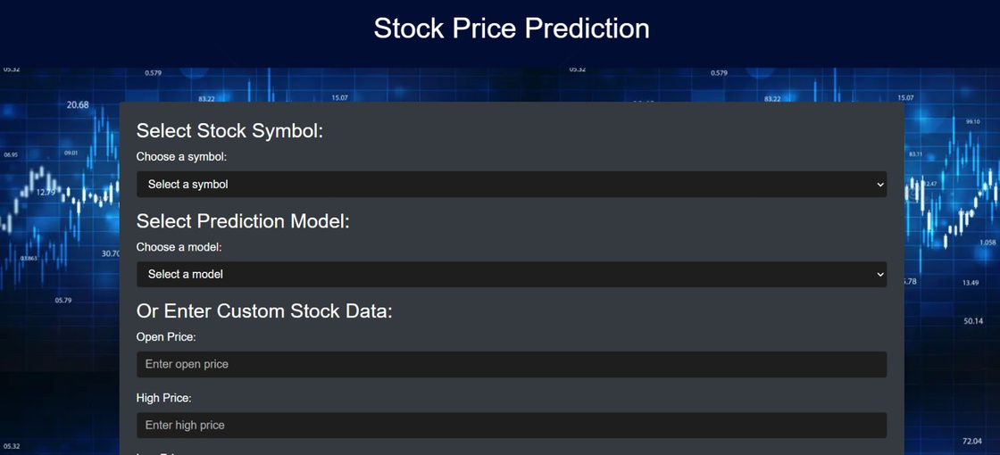 Stock Price Prediction
05.32
0.579
05.32
0.579
83.22
15.07
83.22
15.07
20.68
99.10
Select Stock Symbol:
06.95
09.01
83.11
Choose a symbol:
Select a symbol
12.79
12.47
Select Prediction Model:
1.058
Choose a model:
30.70
Select a model
5.78
13.49
05.79
Or Enter Custom Stock Data:
50.14
Open Price:
Enter open price
High Price:
Enter high price
72.04
05.32